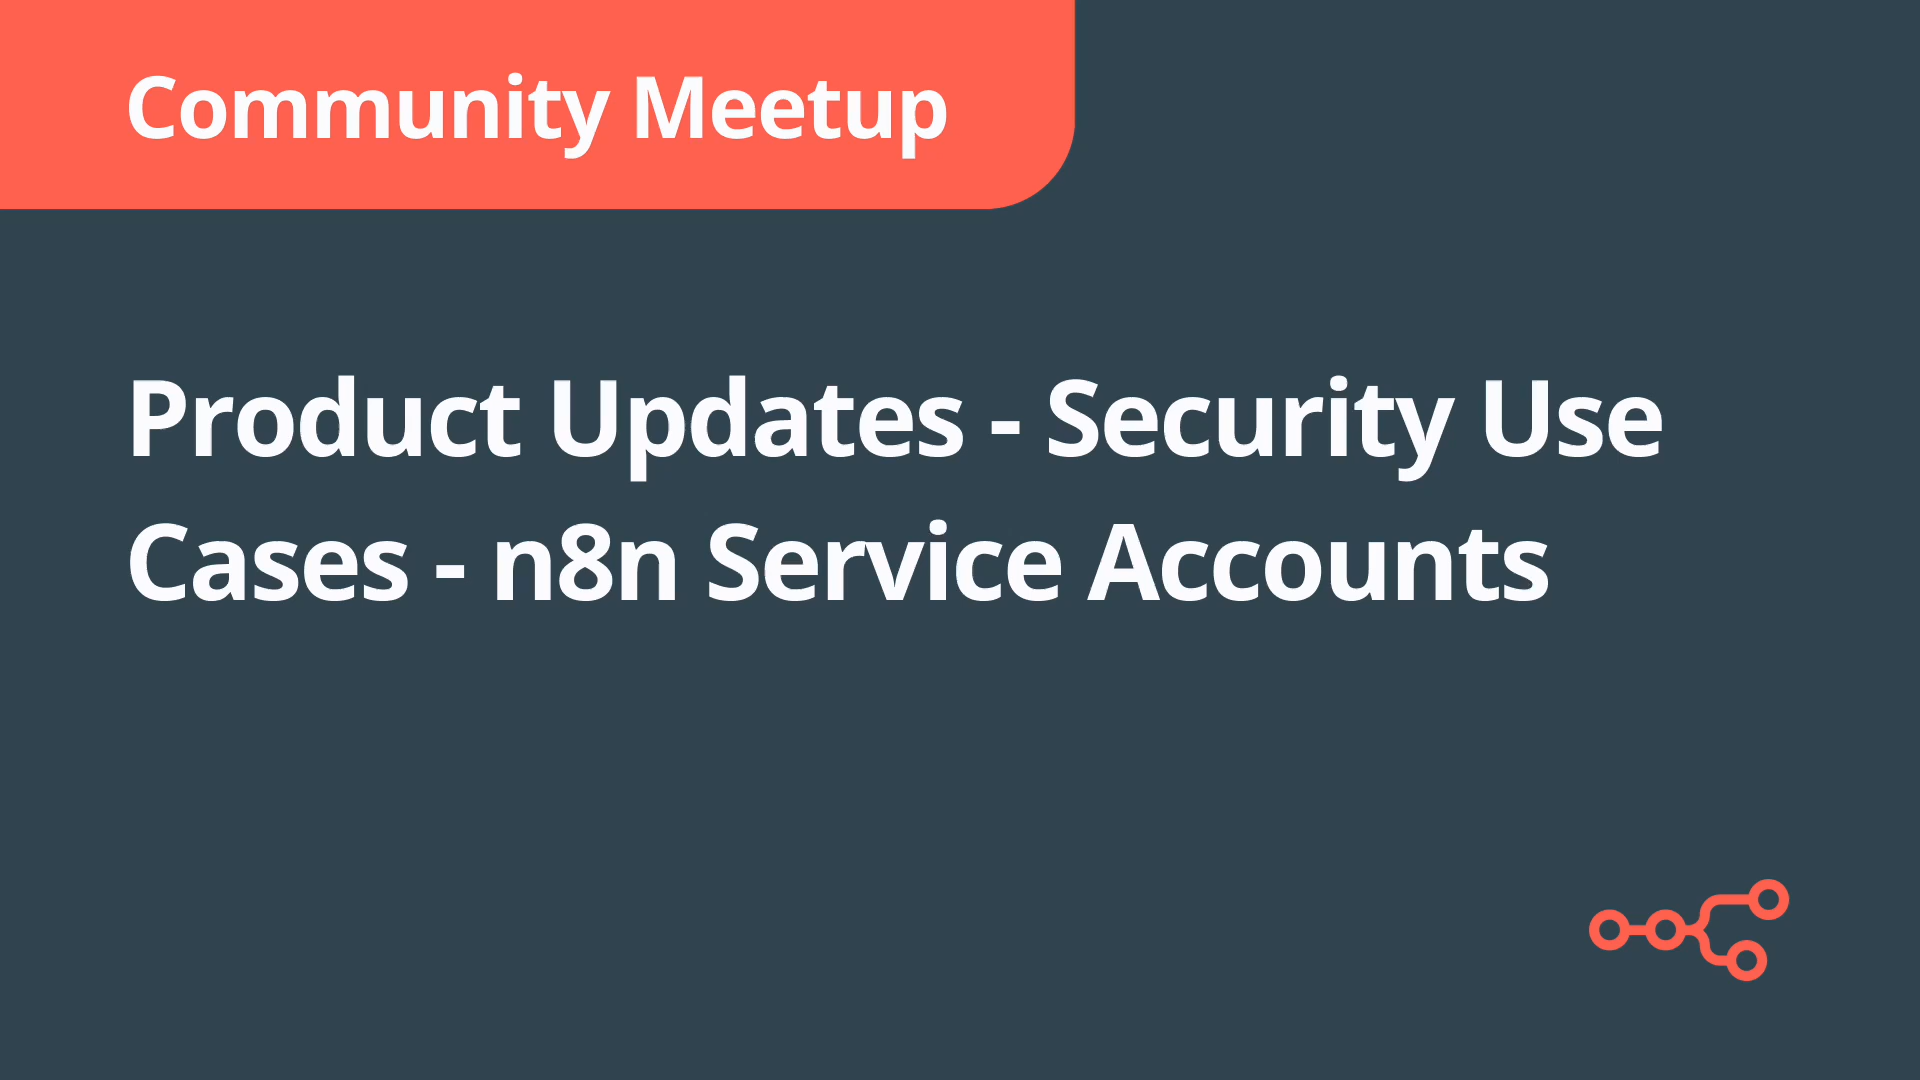 Community Meetup
Product Updates - Security Use
Cases - n8n Service Accounts